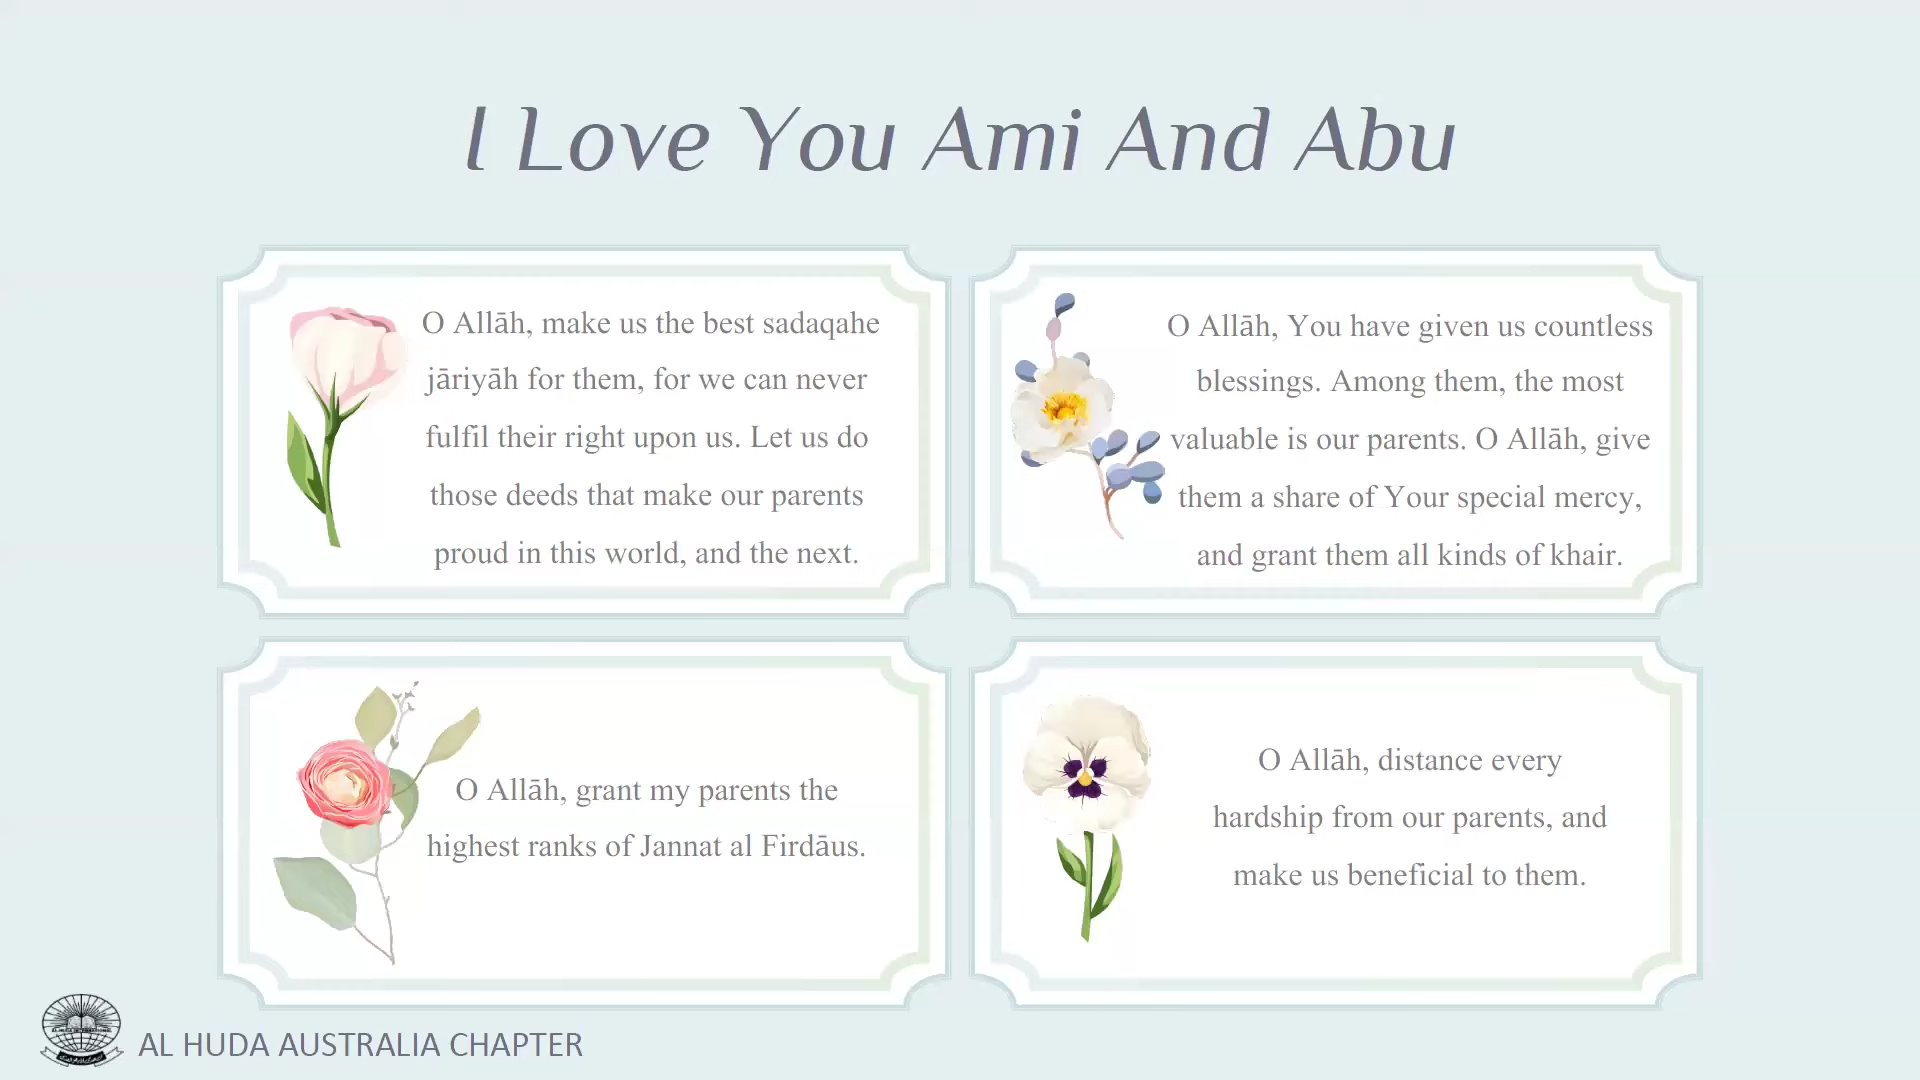 I Love You Ami And Abu
O Allāh, make us the best sadaqahe
jāriyāh for them, for we can never
fulfil their right upon us. Let us do
those deeds that make our parents
proud in this world, and the next.
O Allāh, You have given us countless
blessings. Among them, the most
valuable is our parents. O Allāh, give
them a share of Your special mercy,
and grant them all kinds of khair.
O Allāh, grant my parents the
highest ranks of Jannat al Firdāus.
O Allāh, distance every
hardship from our parents, and
make us beneficial to them.
AL HUDA AUSTRALIA CHAPTER